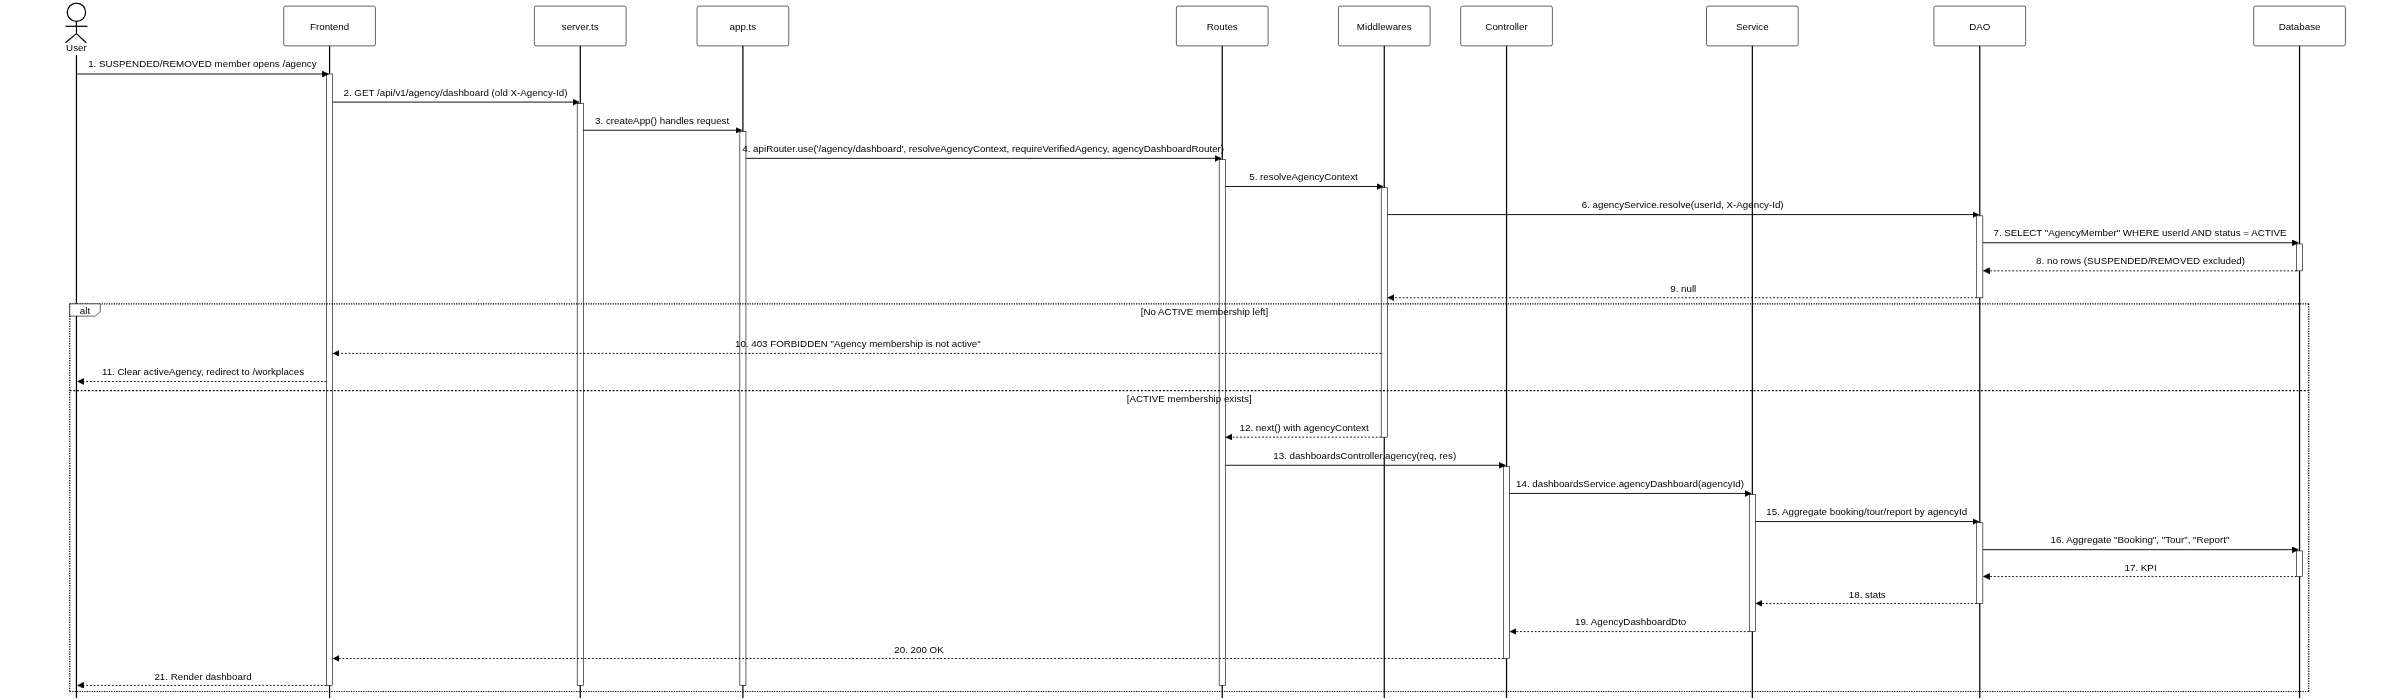 User
Frontend
server.ts
app.ts
Routes
Middlewares
Controller
Service
DAO
Database
1. SUSPENDED/REMOVED member opens /agency
2. GET /api/v1/agency/dashboard (old X-Agency-Id)
3. createApp() handles request
4. apiRouter.use('/agency/dashboard', resolveAgencyContext, requireVerifiedAgency, agencyDashboardRouter)
5. resolveAgencyContext
6. agencyService.resolve(userId, X-Agency-Id)
7. SELECT "AgencyMember" WHERE userId AND status = ACTIVE
8. no rows (SUSPENDED/REMOVED excluded)
9. null
alt
[No ACTIVE membership left]
10. 403 FORBIDDEN "Agency membership is not active"
11. Clear activeAgency, redirect to /workplaces
[ACTIVE membership exists]
12. next() with agencyContext
13. dashboardsController.agency(req, res)
14. dashboardsService.agencyDashboard(agencyId)
15. Aggregate booking/tour/report by agencyId
16. Aggregate "Booking", "Tour", "Report"
17. KPI
18. stats
19. AgencyDashboardDto
20. 200 OK
21. Render dashboard